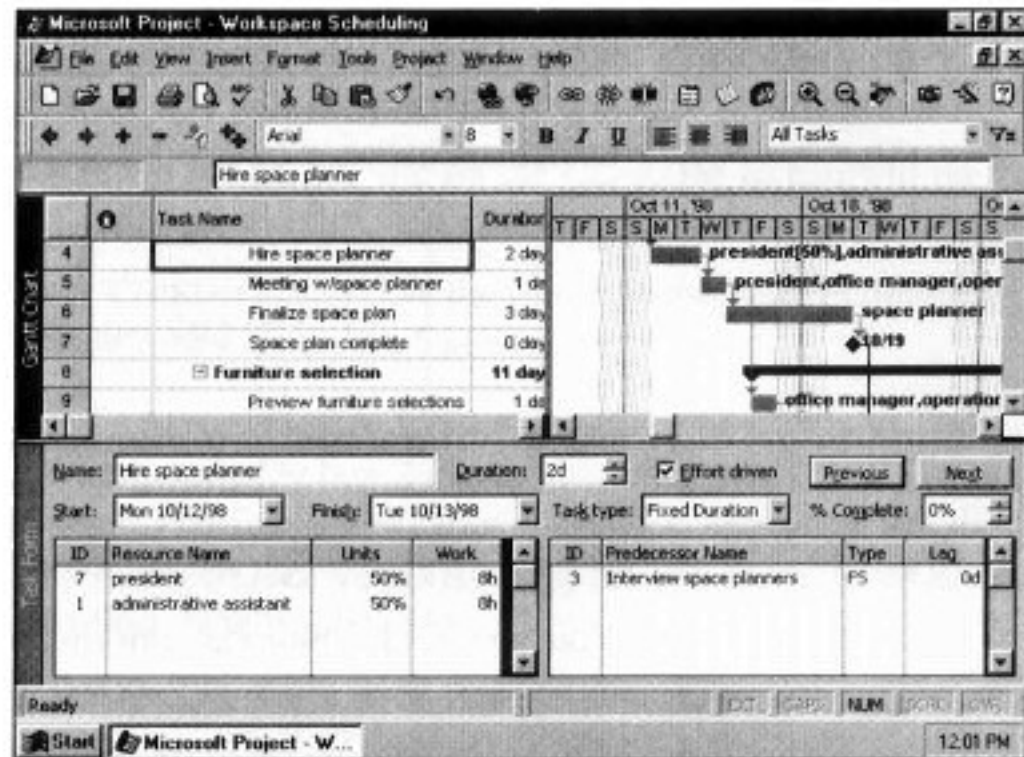 Microsoft Project - Workspace Scheduling
File Edit View Insert Format Tools Project Window Help
Arial 8 B I U All Tasks
Hire space planner
Task Name Duration Oct 11, '98 Oct 18, '98
T F S S M T W T F S S M T W T F S S
4 Hire space planner 2 day president[50%],administrative ass
5 Meeting w/space planner 1 da president,office manager,oper
6 Finalize space plan 3 day space planner
7 Space plan complete 0 day 10/19
8 Furniture selection 11 day
9 Preview furniture selections 1 da office manager,operation
Gantt Chart
Name: Hire space planner Duration: 2d Effort driven Previous Next
Start: Mon 10/12/98 Finish: Tue 10/13/98 Task type: Fixed Duration % Complete: 0%
ID Resource Name Units Work ID Predecessor Name Type Lag
7 president 50% 8h 3 Interview space planners FS 0d
1 administrative assistant 50% 8h
Task Form
Ready EXT CAPS NUM SCRL OVR
Start Microsoft Project - W... 12:01 PM